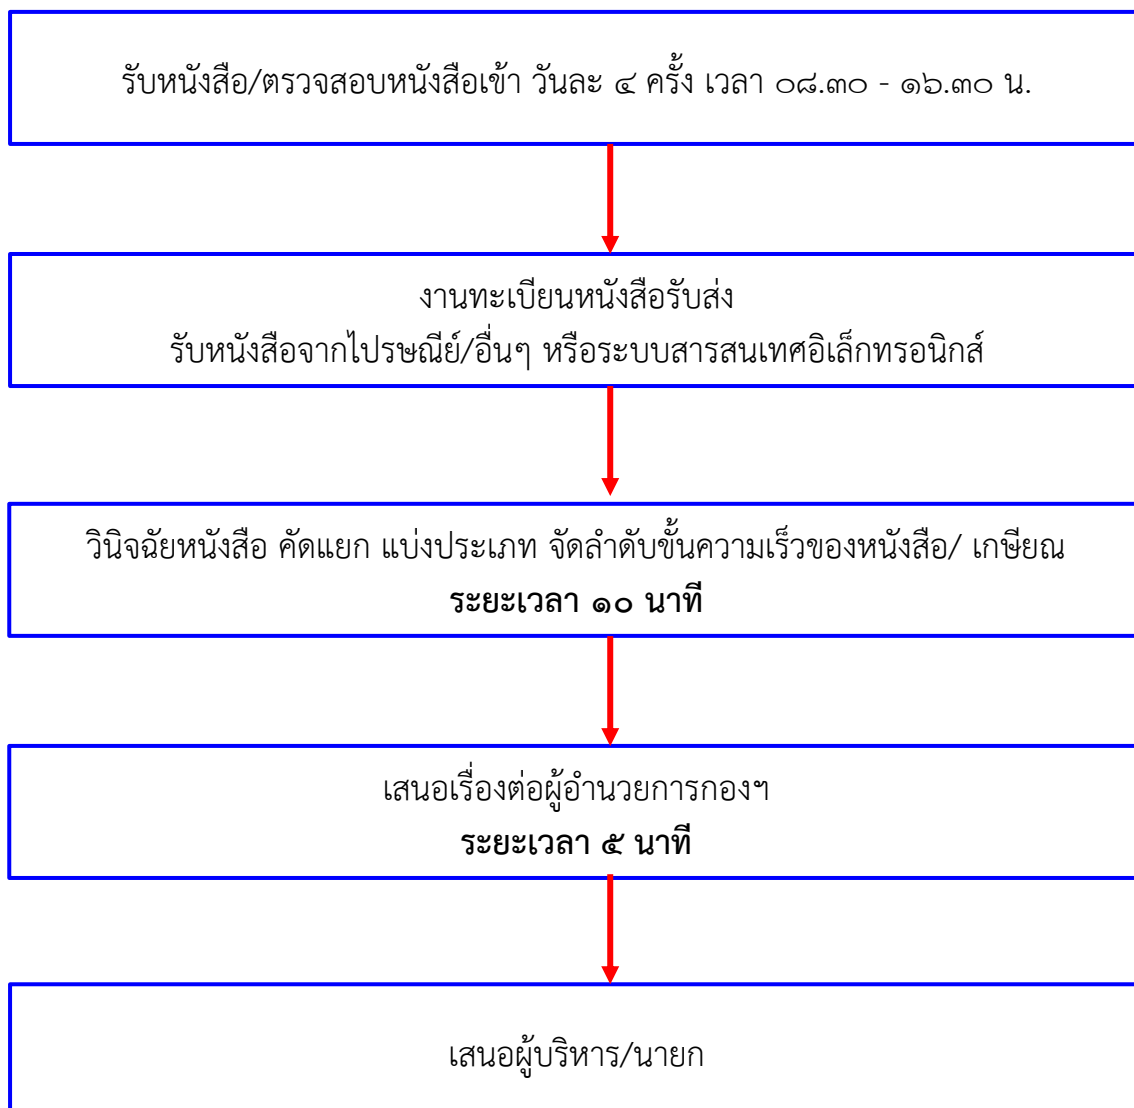 รับหนังสือ/ตรวจสอบหนังสือเข้า วันละ ๔ ครั้ง เวลา ๐๘.๓๐ - ๑๖.๓๐ น.
งานทะเบียนหนังสือรับส่ง
รับหนังสือจากไปรษณีย์/อื่นๆ หรือระบบสารสนเทศอิเล็กทรอนิกส์
วินิจฉัยหนังสือ คัดแยก แบ่งประเภท จัดลำดับขั้นความเร็วของหนังสือ/ เกษียณ
ระยะเวลา ๑๐ นาที
เสนอเรื่องต่อผู้อำนวยการกองฯ
ระยะเวลา ๕ นาที
เสนอผู้บริหาร/นายก